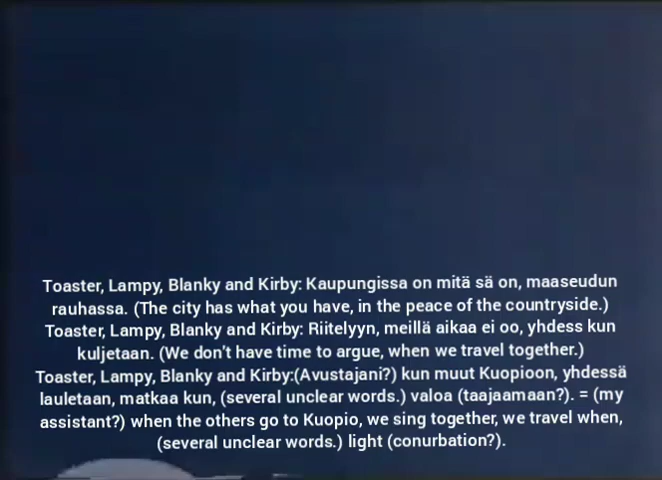 Toaster, Lampy, Blanky and Kirby: Kaupungissa on mitä sä on, maaseudun
rauhassa. (The city has what you have, in the peace of the countryside.)
Toaster, Lampy, Blanky and Kirby: Riitelyyn, meillä aikaa ei oo, yhdess kun
kuljetaan. (We don't have time to argue, when we travel together.)
Toaster, Lampy, Blanky and Kirby:(Avustajani?) kun muut Kuopioon, yhdessä
lauletaan, matkaa kun, (several unclear words.) valoa (taajaamaan?). = (my
assistant?) when the others go to Kuopio, we sing together, we travel when,
(several unclear words.) light (conurbation?).